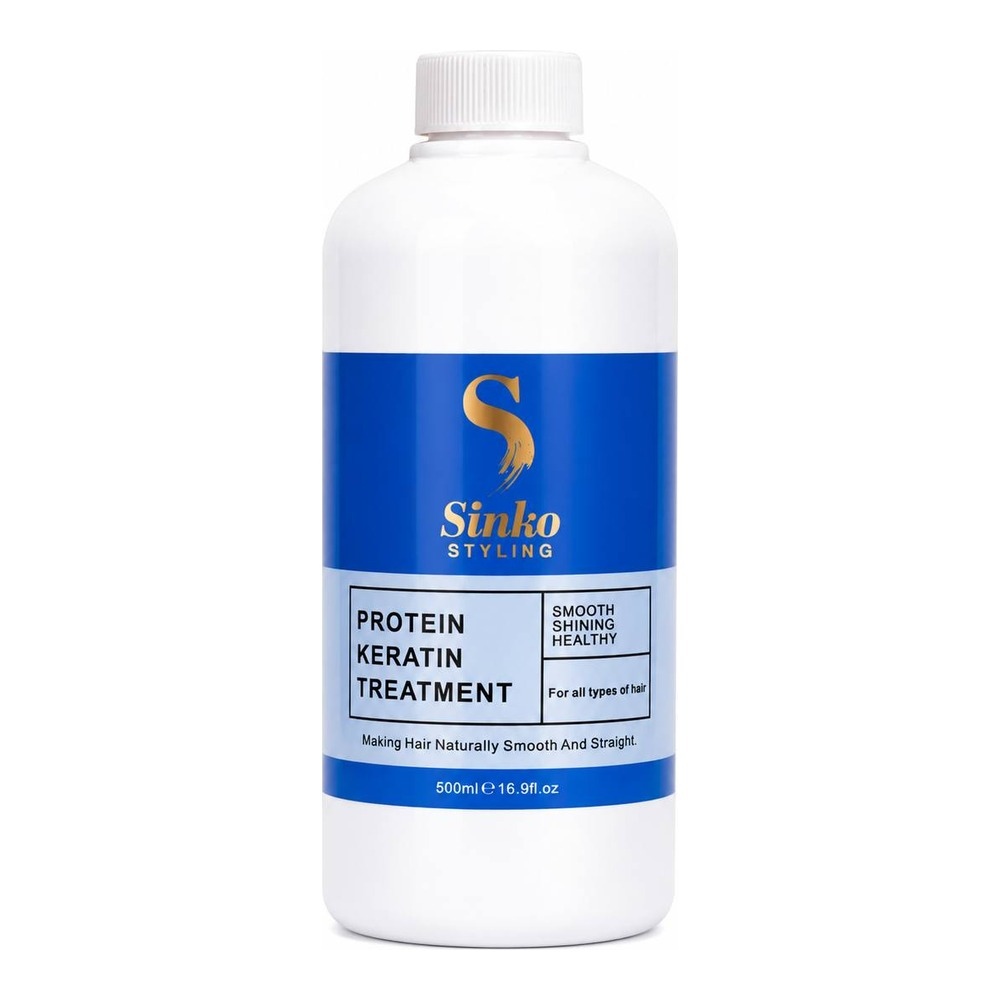 S
Sinko
STYLING
PROTEIN
KERATIN
TREATMENT
SMOOTH
SHINING
HEALTHY
For all types of hair
Making Hair Naturally Smooth And Straight.
500ml ℮ 16.9fl.oz